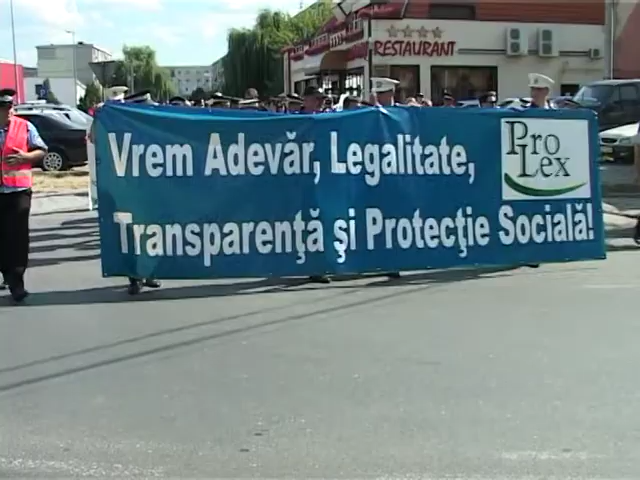 RESTAURANT
Vrem Adevăr, Legalitate,
Transparenţă şi Protecţie Socială!
Pro
Lex